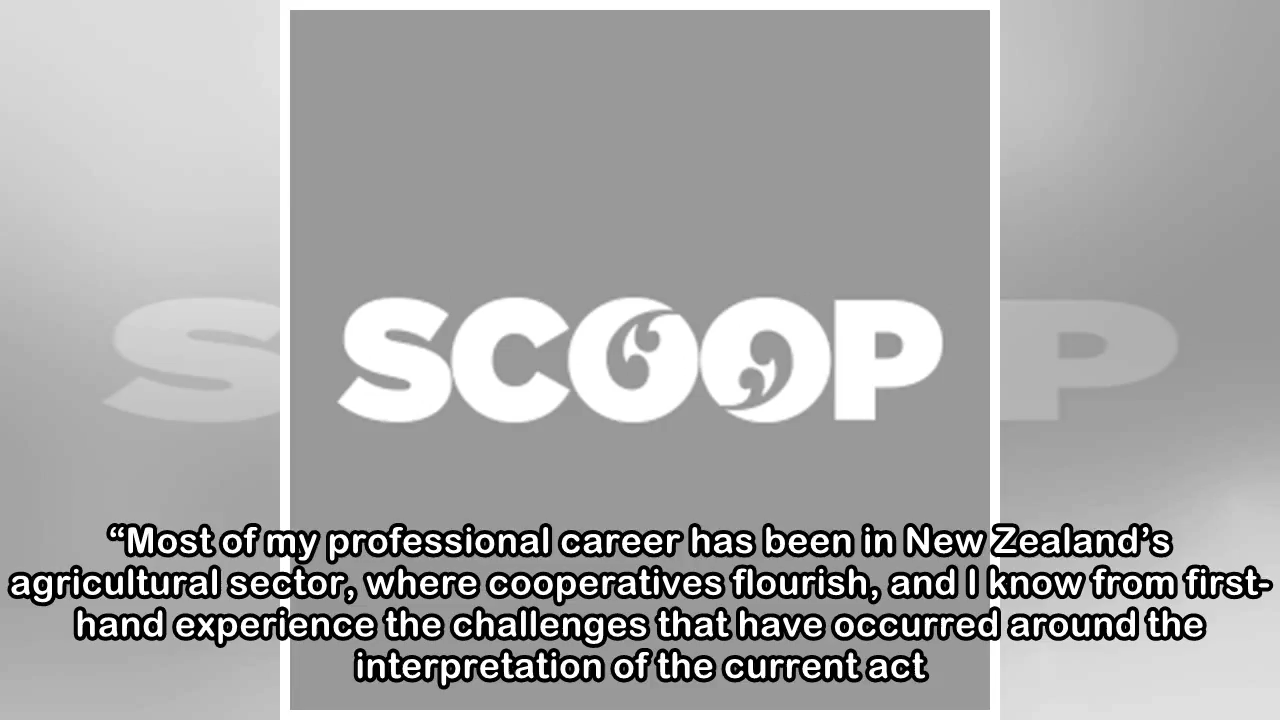 SCOOP
“Most of my professional career has been in New Zealand’s
agricultural sector, where cooperatives flourish, and I know from first-
hand experience the challenges that have occurred around the
interpretation of the current act